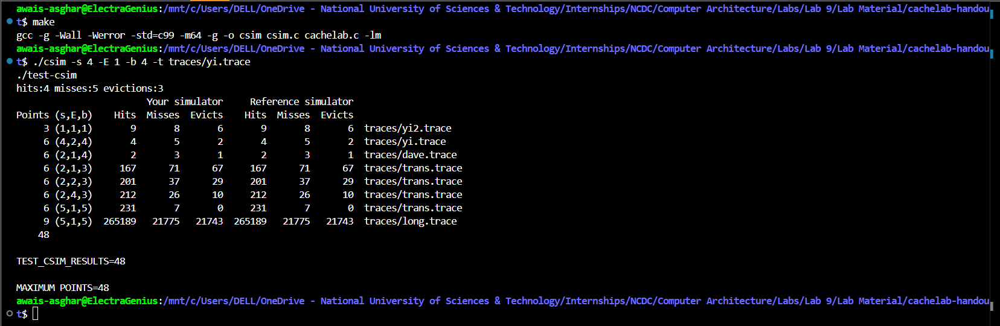 awais-asghar@ElectraGenius:/mnt/c/Users/DELL/OneDrive - National University of Sciences & Technology/Internships/NCDC/Computer Architecture/Labs/Lab 9/Lab Material/cachelab-handou
t$ make
gcc -g -Wall -Werror -std=c99 -m64 -g -o csim csim.c cachelab.c -lm
awais-asghar@ElectraGenius:/mnt/c/Users/DELL/OneDrive - National University of Sciences & Technology/Internships/NCDC/Computer Architecture/Labs/Lab 9/Lab Material/cachelab-handou
t$ ./csim -s 4 -E 1 -b 4 -t traces/yi.trace
./test-csim
hits:4 misses:5 evictions:3
                        Your simulator     Reference simulator
Points (s,E,b)    Hits  Misses  Evicts    Hits  Misses  Evicts
     3 (1,1,1)       9       8       6       9       8       6  traces/yi2.trace
     6 (4,2,4)       4       5       2       4       5       2  traces/yi.trace
     6 (2,1,4)       2       3       1       2       3       1  traces/dave.trace
     6 (2,1,3)     167      71      67     167      71      67  traces/trans.trace
     6 (2,2,3)     201      37      29     201      37      29  traces/trans.trace
     6 (2,4,3)     212      26      10     212      26      10  traces/trans.trace
     6 (5,1,5)     231       7       0     231       7       0  traces/trans.trace
     9 (5,1,5)  265189   21775   21743  265189   21775   21743  traces/long.trace
    48
TEST_CSIM_RESULTS=48
MAXIMUM POINTS=48
awais-asghar@ElectraGenius:/mnt/c/Users/DELL/OneDrive - National University of Sciences & Technology/Internships/NCDC/Computer Architecture/Labs/Lab 9/Lab Material/cachelab-handou
t$